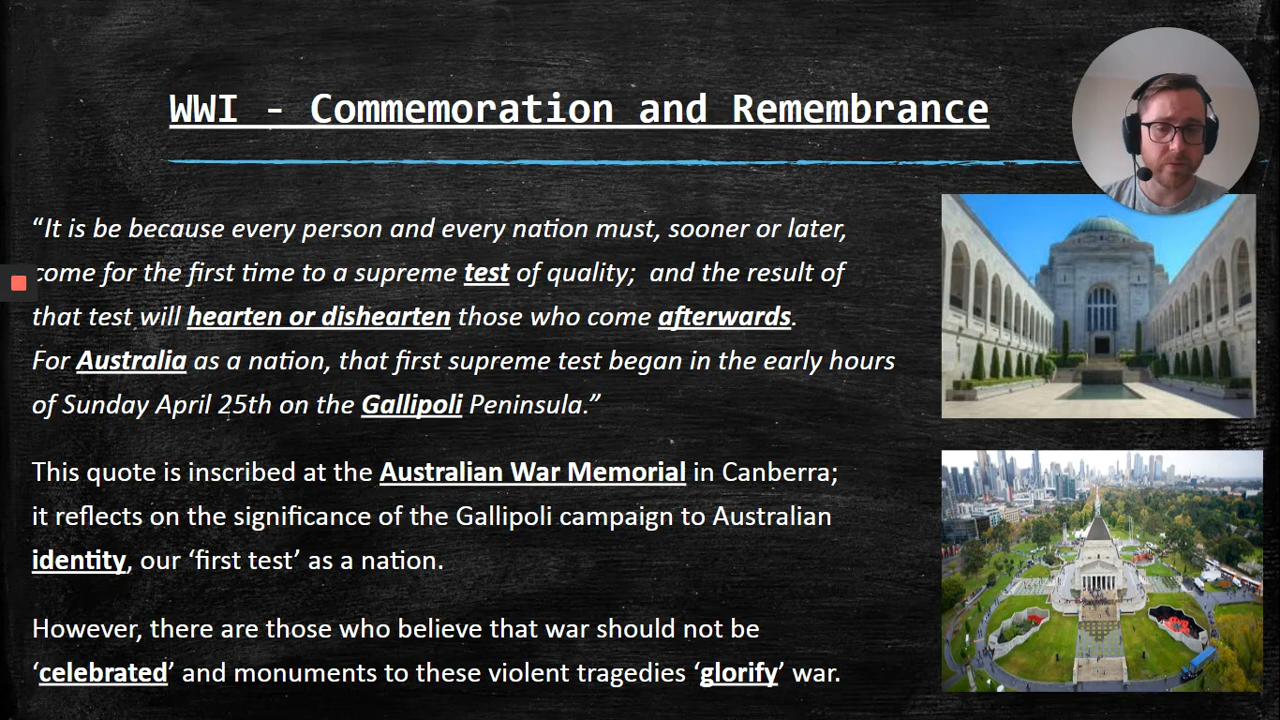 WWI - Commemoration and Remembrance
“It is be because every person and every nation must, sooner or later,
come for the first time to a supreme test of quality; and the result of
that test will hearten or dishearten those who come afterwards.
For Australia as a nation, that first supreme test began in the early hours
of Sunday April 25th on the Gallipoli Peninsula.”
This quote is inscribed at the Australian War Memorial in Canberra;
it reflects on the significance of the Gallipoli campaign to Australian
identity, our ‘first test’ as a nation.
However, there are those who believe that war should not be
‘celebrated’ and monuments to these violent tragedies ‘glorify’ war.